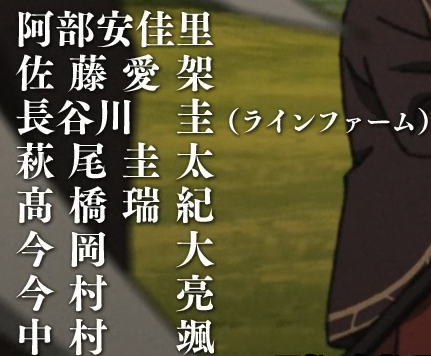 阿部安佳里
佐藤愛架
長谷川　圭（ラインファーム）
萩尾圭太
髙橋瑞紀
今岡　大
今村　亮
中村　颯